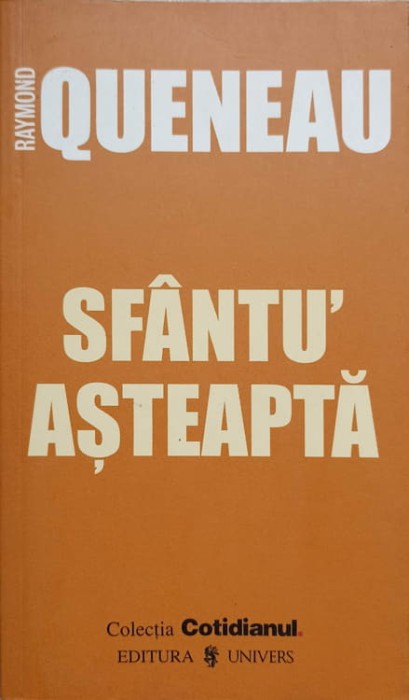 RAYMOND
QUENEAU
SFÂNTU'
AȘTEAPTĂ
Colecția Cotidianul.
EDITURA UNIVERS